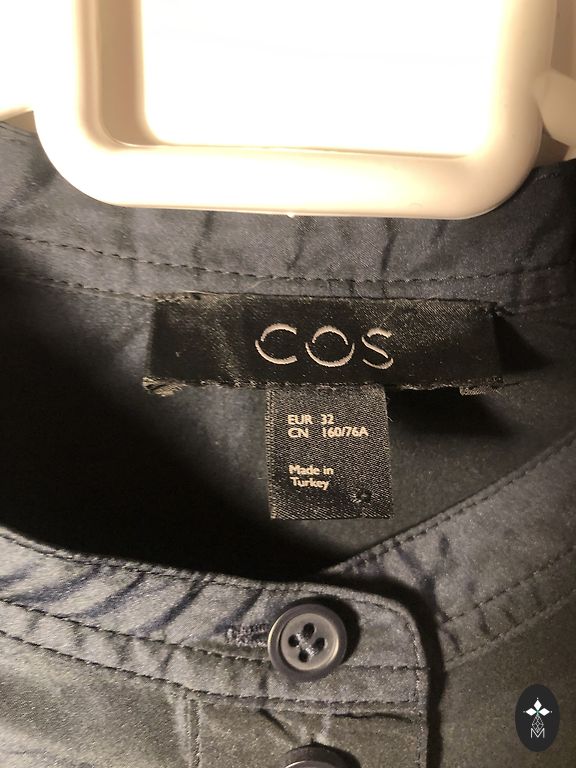 COS
EUR 32
CN 160/76A
Made in
Turkey
M